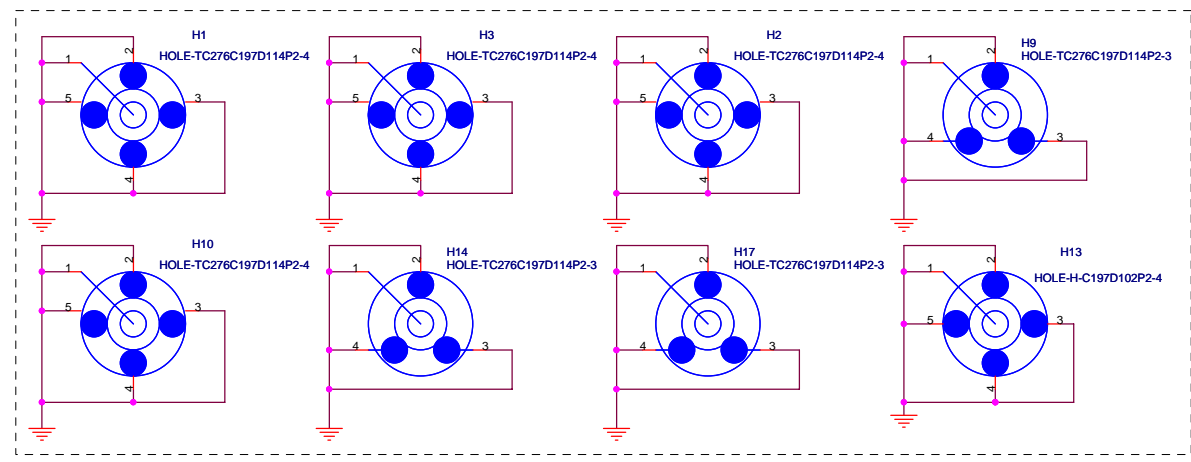 H1
HOLE-TC276C197D114P2-4
1
2
5
3
4
H3
HOLE-TC276C197D114P2-4
1
2
5
3
4
H2
HOLE-TC276C197D114P2-4
1
2
5
3
4
H9
HOLE-TC276C197D114P2-3
1
2
4
3
H10
HOLE-TC276C197D114P2-4
1
2
5
3
4
H14
HOLE-TC276C197D114P2-3
1
2
4
3
H17
HOLE-TC276C197D114P2-3
1
2
4
3
H13
HOLE-H-C197D102P2-4
1
2
5
3
4